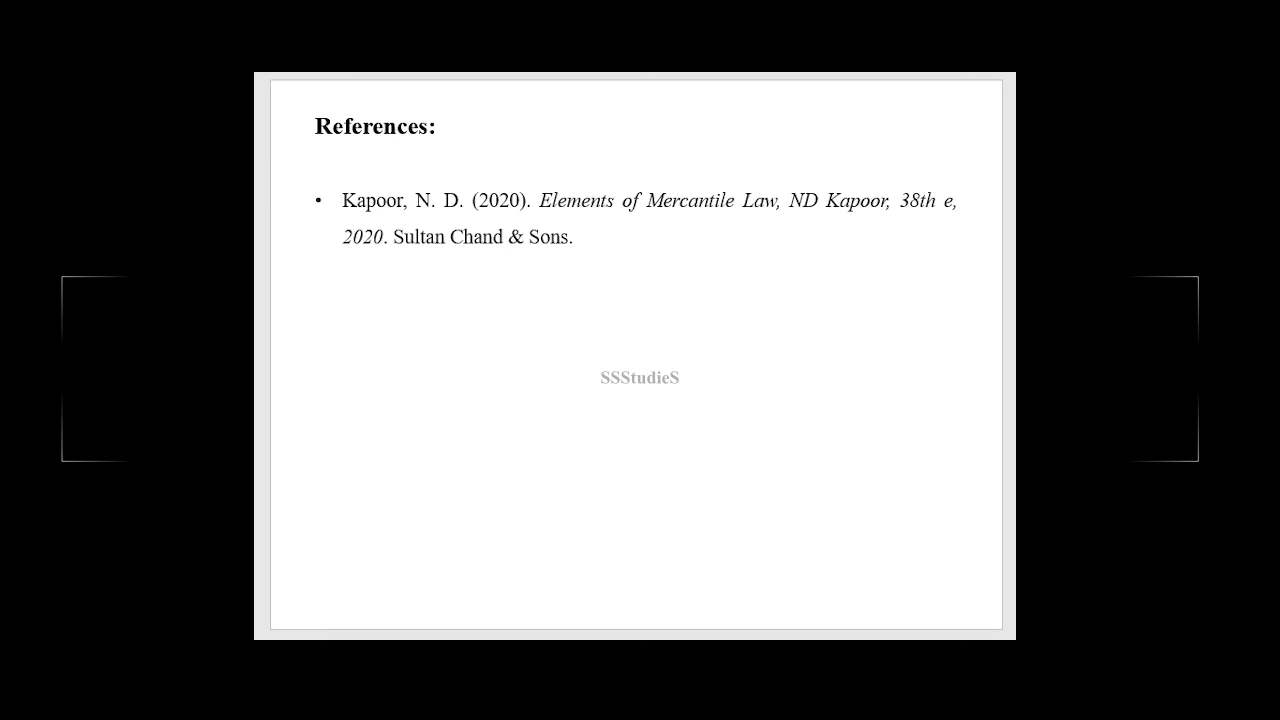 References:
• Kapoor, N. D. (2020). Elements of Mercantile Law, ND Kapoor, 38th e,
2020. Sultan Chand & Sons.
SSStudieS